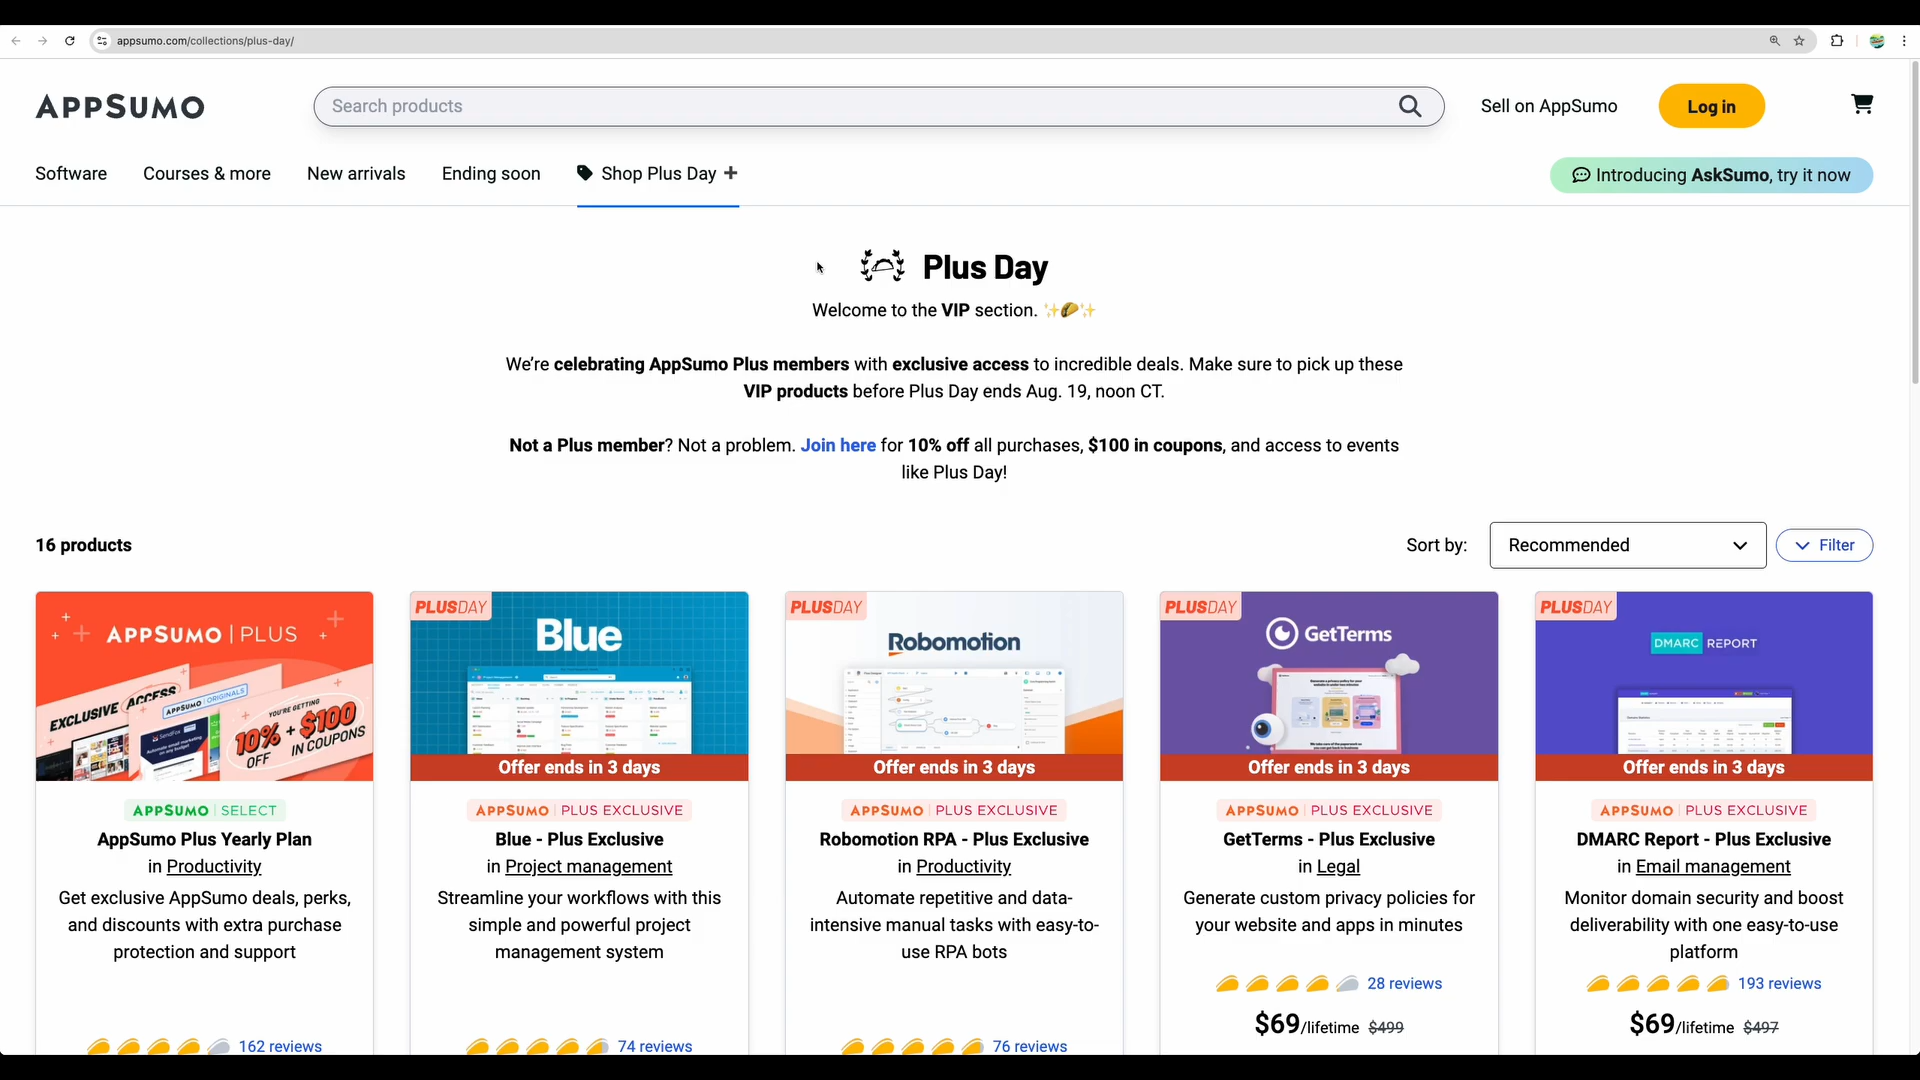 appsumo.com/collections/plus-day/
APPSUMO
Search products
Sell on AppSumo
Log in
Software
Courses & more
New arrivals
Ending soon
Shop Plus Day +
Introducing AskSumo, try it now
Plus Day
Welcome to the VIP section. ✨🌮✨
We're celebrating AppSumo Plus members with exclusive access to incredible deals. Make sure to pick up these
VIP products before Plus Day ends Aug. 19, noon CT.
Not a Plus member? Not a problem. Join here for 10% off all purchases, $100 in coupons, and access to events
like Plus Day!
16 products
Sort by:
Recommended
Filter
APPSUMO | PLUS
EXCLUSIVE ACCESS
APPSUMO | ORIGINALS
SendFox
Automate email marketing
on any budget
YOU'RE GETTING
10% OFF + $100 IN COUPONS
APPSUMO | SELECT
AppSumo Plus Yearly Plan
in Productivity
Get exclusive AppSumo deals, perks,
and discounts with extra purchase
protection and support
162 reviews
PLUSDAY
Blue
Offer ends in 3 days
APPSUMO | PLUS EXCLUSIVE
Blue - Plus Exclusive
in Project management
Streamline your workflows with this
simple and powerful project
management system
74 reviews
PLUSDAY
Robomotion
Offer ends in 3 days
APPSUMO | PLUS EXCLUSIVE
Robomotion RPA - Plus Exclusive
in Productivity
Automate repetitive and data-
intensive manual tasks with easy-to-
use RPA bots
76 reviews
PLUSDAY
GetTerms
Offer ends in 3 days
APPSUMO | PLUS EXCLUSIVE
GetTerms - Plus Exclusive
in Legal
Generate custom privacy policies for
your website and apps in minutes
28 reviews
$69/lifetime $499
PLUSDAY
DMARC REPORT
Offer ends in 3 days
APPSUMO | PLUS EXCLUSIVE
DMARC Report - Plus Exclusive
in Email management
Monitor domain security and boost
deliverability with one easy-to-use
platform
193 reviews
$69/lifetime $497